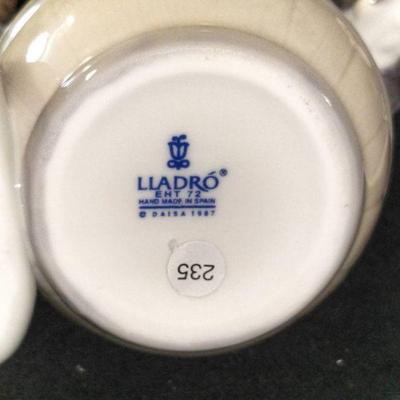 LLADRÓ®
EHT 72
HAND MADE IN SPAIN
© DAISA 1987
235